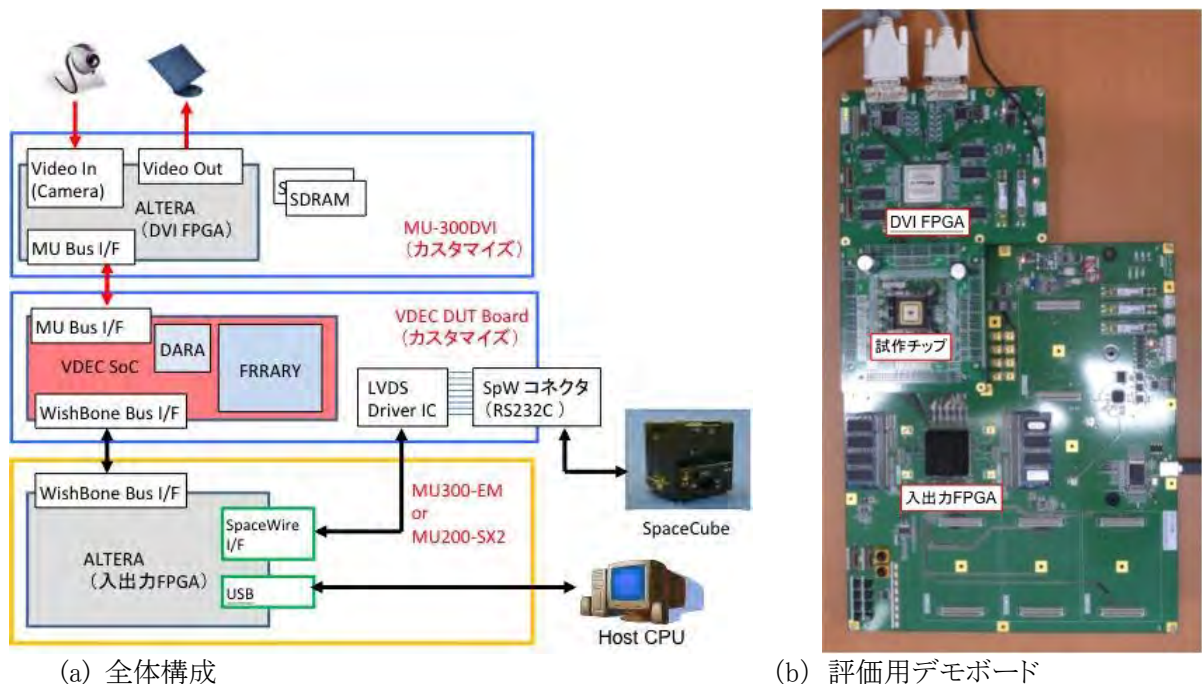 Video In
(Camera)
Video Out
ALTERA
(DVI FPGA)
SDRAM
MU-300DVI
(カスタマイズ)
MU Bus I/F
MU Bus I/F
DARA
VDEC SoC
FRRARY
WishBone Bus I/F
VDEC DUT Board
(カスタマイズ)
LVDS
Driver IC
SpW コネクタ
(RS232C )
SpaceCube
WishBone Bus I/F
ALTERA
(入出力FPGA)
SpaceWire
I/F
USB
MU300-EM
or
MU200-SX2
Host CPU
(a) 全体構成
DVI FPGA
試作チップ
入出力FPGA
(b) 評価用デモボード